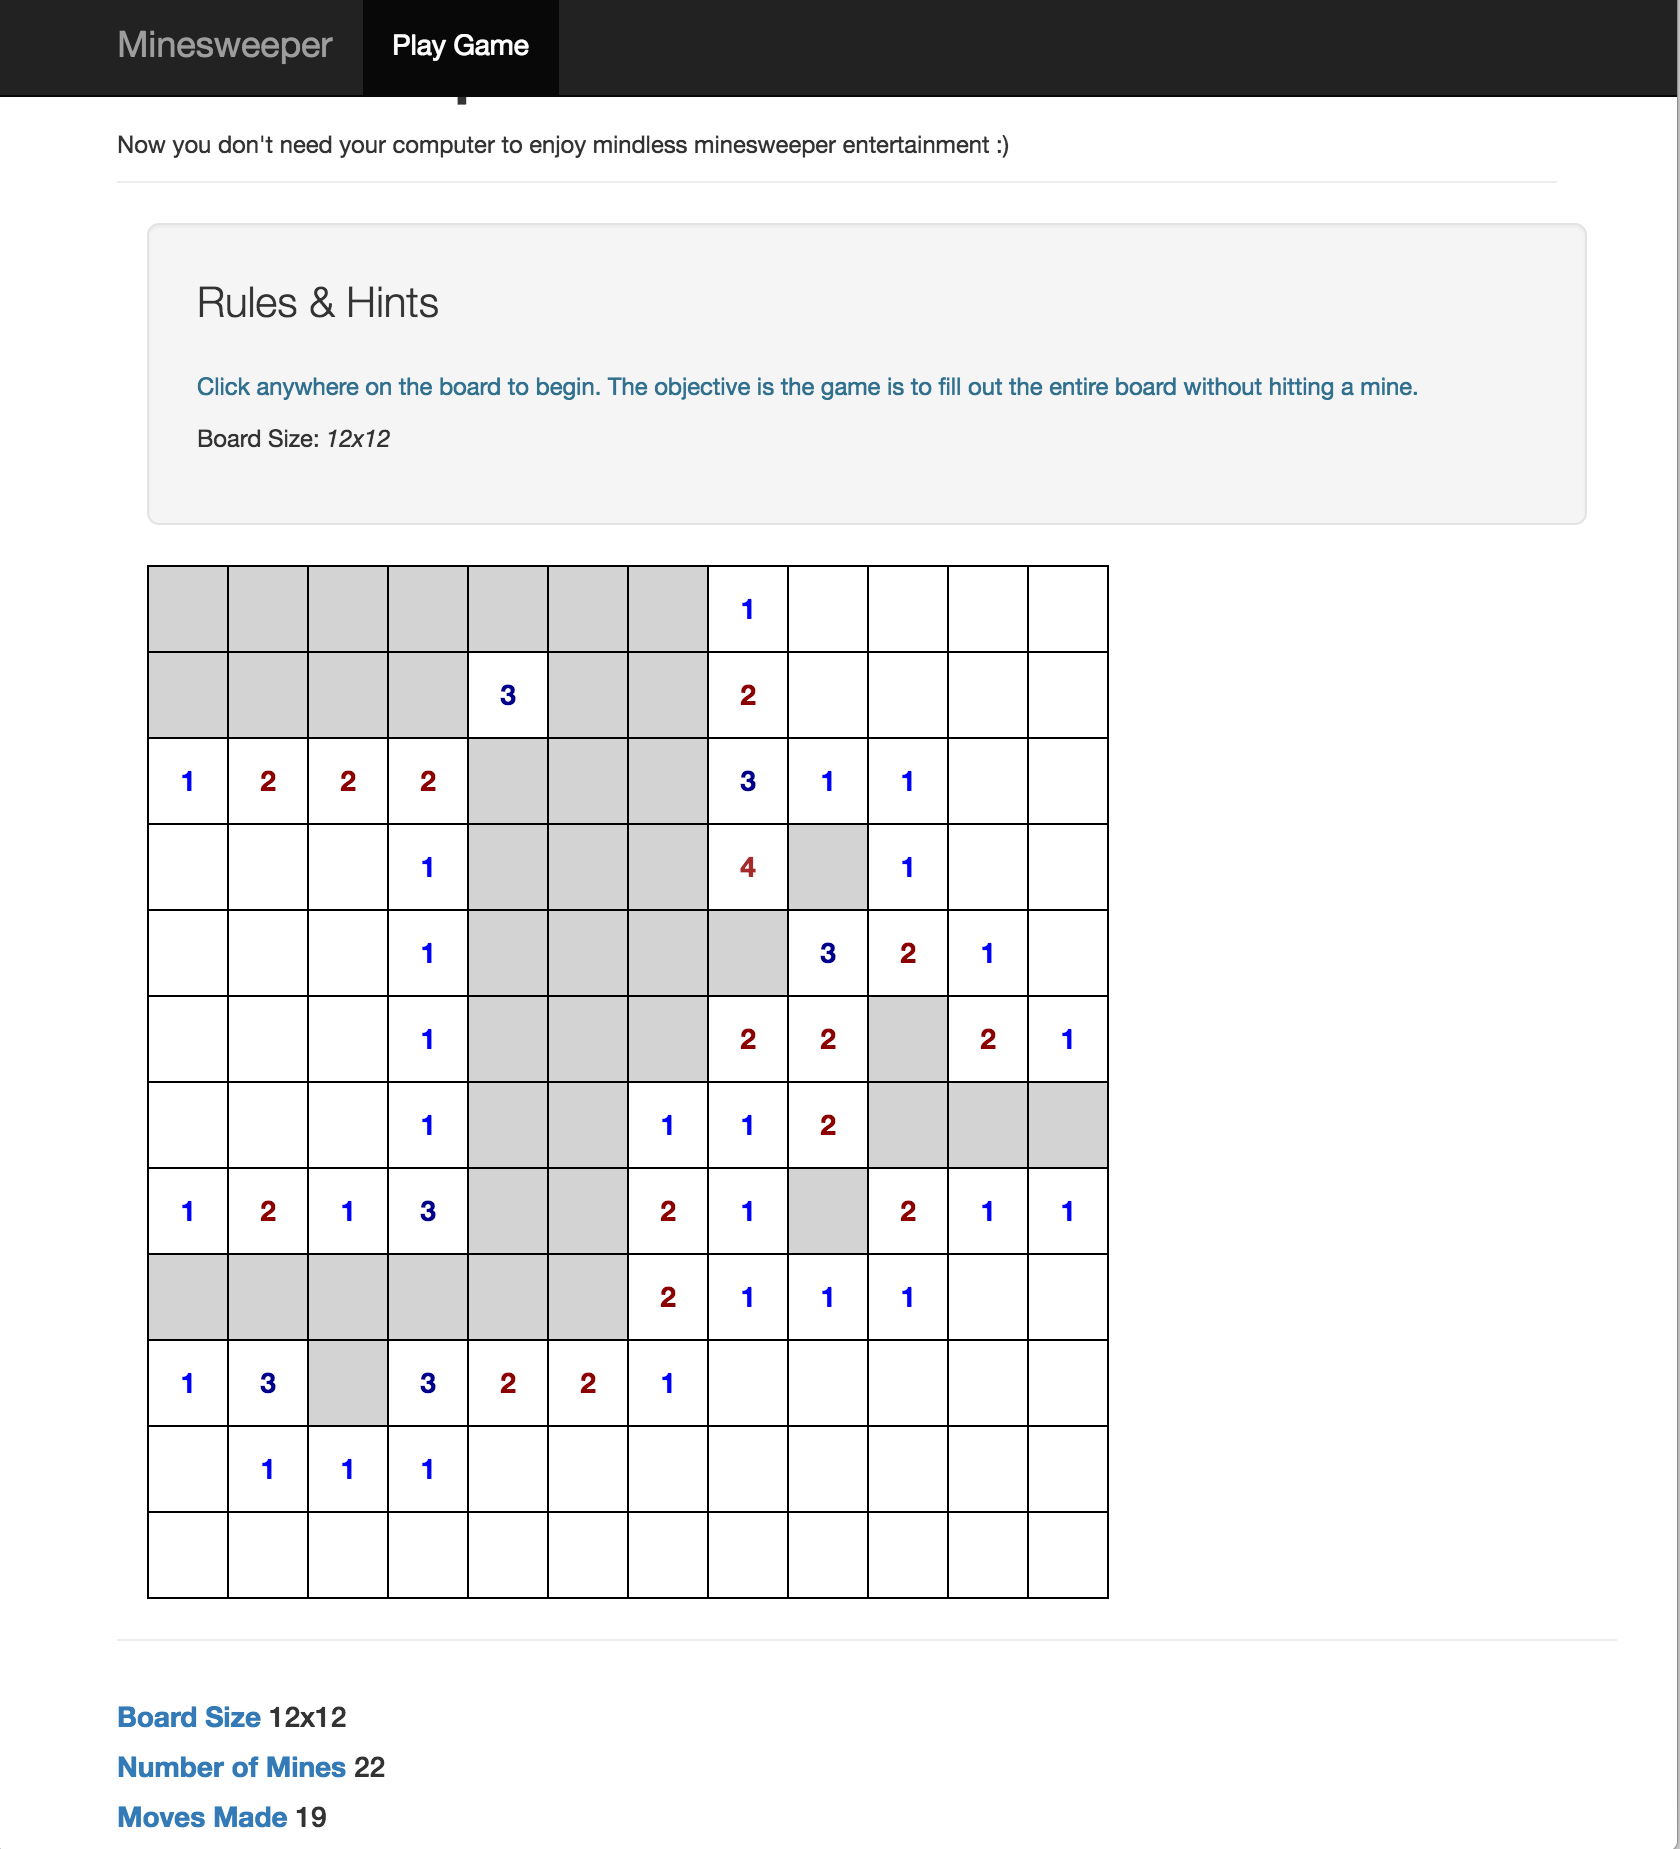 Minesweeper Play Game
Now you don't need your computer to enjoy mindless minesweeper entertainment :)
Rules & Hints
Click anywhere on the board to begin. The objective is the game is to fill out the entire board without hitting a mine.
Board Size: 12x12
1
3 2
1 2 2 2 3 1 1
1 4 1
1 3 2 1
1 2 2 2 1
1 1 1 2
1 2 1 3 2 1 2 1 1
2 1 1 1
1 3 3 2 2 1
1 1 1
Board Size 12x12
Number of Mines 22
Moves Made 19